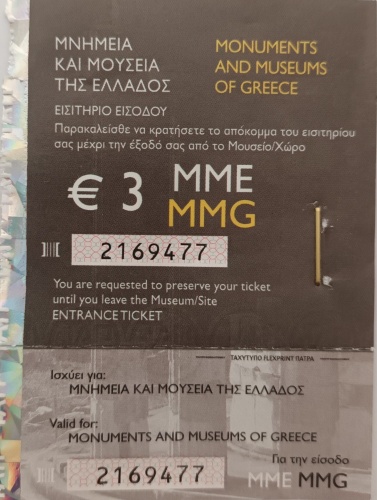 ΜΝΗΜΕΙΑ
ΚΑΙ ΜΟΥΣΕΙΑ
ΤΗΣ ΕΛΛΑΔΟΣ
MONUMENTS
AND MUSEUMS
OF GREECE
ΕΙΣΙΤΗΡΙΟ ΕΙΣΟΔΟΥ
Παρακαλείσθε να κρατήσετε το απόκομμα του εισιτηρίου
σας μέχρι την έξοδό σας από το Μουσείο/Χώρο
€ 3
ΜΜΕ
MMG
2169477
You are requested to preserve your ticket
until you leave the Museum/Site
ENTRANCE TICKET
ΤΑΧΥΤΥΠΟ FLEXPRINT ΠΑΤΡΑ
Ισχύει για:
ΜΝΗΜΕΙΑ ΚΑΙ ΜΟΥΣΕΙΑ ΤΗΣ ΕΛΛΑΔΟΣ
Valid for:
MONUMENTS AND MUSEUMS OF GREECE
Για την είσοδο
2169477
ΜΜΕ MMG